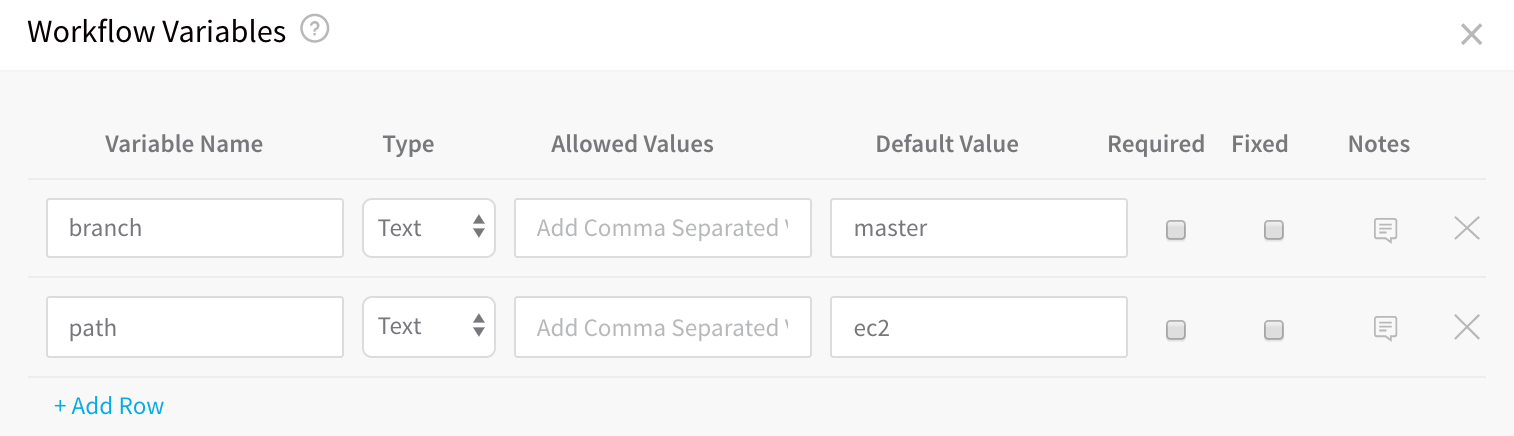 Workflow Variables ?
Variable Name Type Allowed Values Default Value Required Fixed Notes
branch Text Add Comma Separated master
path Text Add Comma Separated ec2
+ Add Row